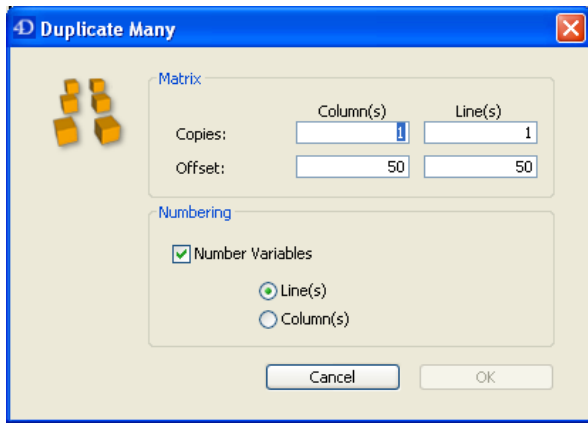 4D Duplicate Many
Matrix
Column(s) Line(s)
Copies: 1 1
Offset: 50 50
Numbering
Number Variables
Line(s)
Column(s)
Cancel OK